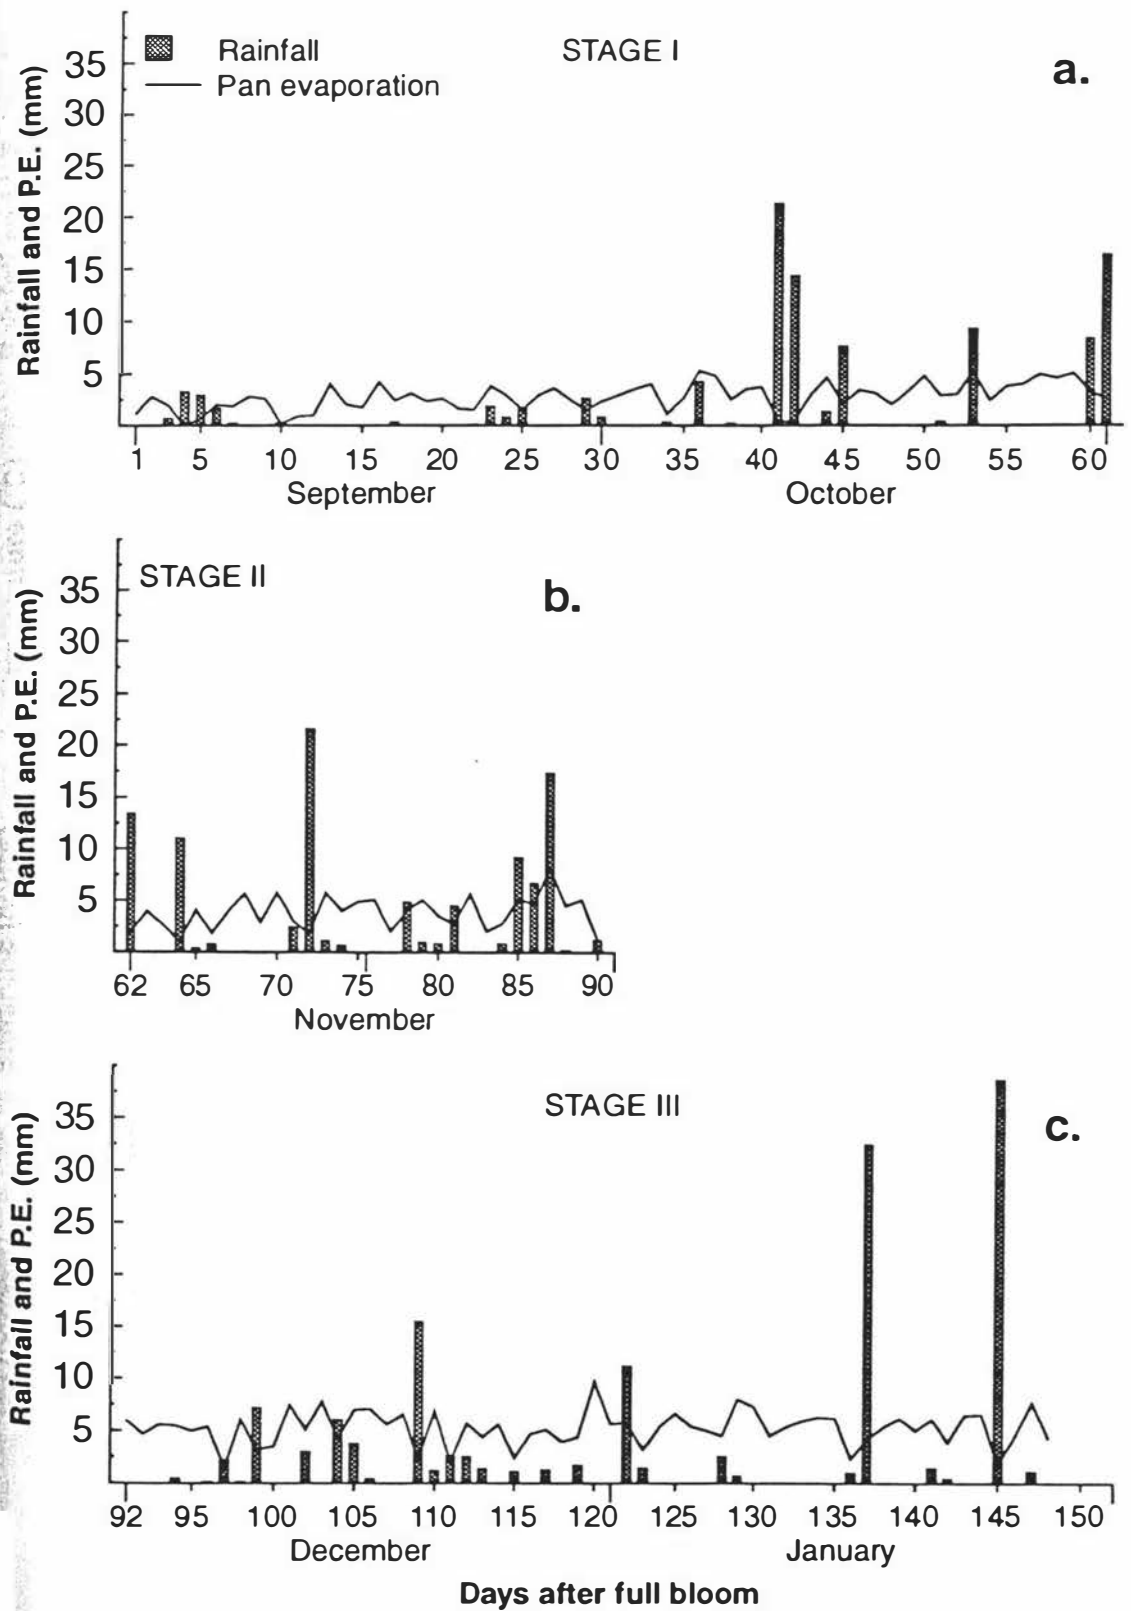 Rainfall
STAGE I
a.
Pan evaporation
Rainfall and P.E. (mm)
35
30
25
20
15
10
5
1 5 10 15 20 25 30 35 40 45 50 55 60
September October
STAGE II
b.
Rainfall and P.E. (mm)
35
30
25
20
15
10
5
62 65 70 75 80 85 90
November
STAGE III
c.
Rainfall and P.E. (mm)
35
30
25
20
15
10
5
92 95 100 105 110 115 120 125 130 135 140 145 150
December January
Days after full bloom